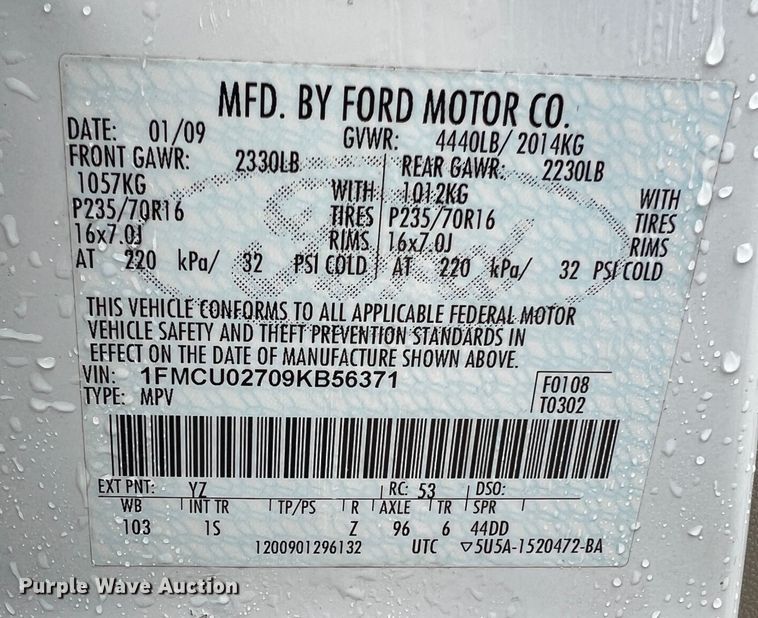 MFD. BY FORD MOTOR CO.
DATE: 01/09 GVWR: 4440LB/ 2014KG
FRONT GAWR: 2330LB REAR GAWR: 2230LB
1057KG WITH 1012KG WITH
P235/70R16 TIRES P235/70R16 TIRES
16x7.0J RIMS 16x7.0J RIMS
AT 220 kPa/ 32 PSI COLD AT 220 kPa/ 32 PSI COLD
THIS VEHICLE CONFORMS TO ALL APPLICABLE FEDERAL MOTOR
VEHICLE SAFETY AND THEFT PREVENTION STANDARDS IN
EFFECT ON THE DATE OF MANUFACTURE SHOWN ABOVE.
VIN: 1FMCU02709KB56371 F0108
TYPE: MPV T0302
EXT PNT: YZ RC: 53 DSO:
WB INT TR TP/PS R AXLE TR SPR
103 1S Z 96 6 44DD
1200901296132 UTC ▽5U5A-1520472-BA
Ford
Purple Wave Auction